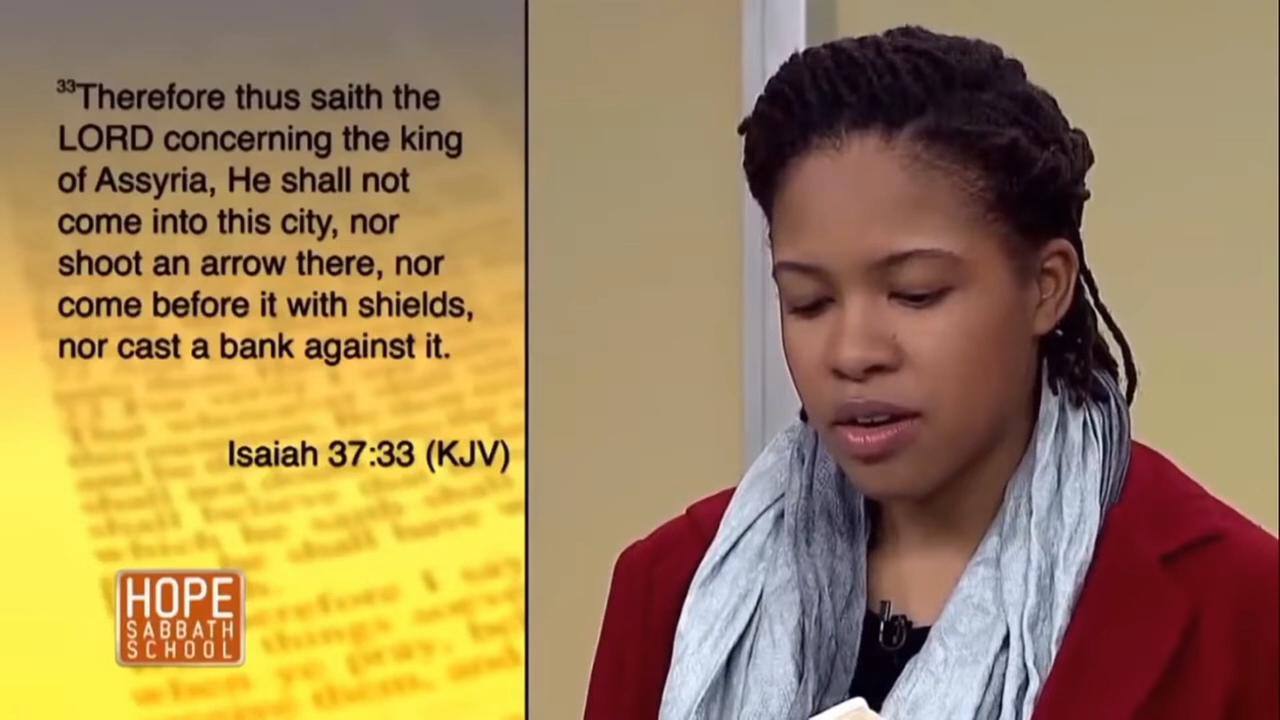 ³³Therefore thus saith the
LORD concerning the king
of Assyria, He shall not
come into this city, nor
shoot an arrow there, nor
come before it with shields,
nor cast a bank against it.
Isaiah 37:33 (KJV)
HOPE
SABBATH
SCHOOL